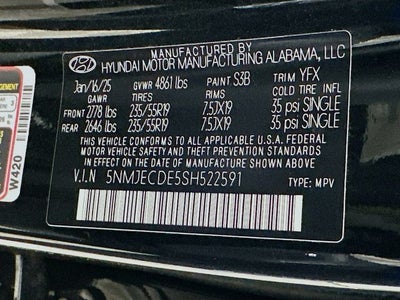 MANUFACTURED BY
HYUNDAI MOTOR MANUFACTURING ALABAMA, LLC
Jan/16/25 GVWR 4861 lbs PAINT S3B TRIM YFX
GAWR TIRES RIMS COLD TIRE INFL
FRONT 2778 lbs 235/55R19 7.5JX19 35 psi SINGLE
REAR 2646 lbs 235/55R19 7.5JX19 35 psi SINGLE
THIS VEHICLE CONFORMS TO ALL APPLICABLE U.S.A. FEDERAL
MOTOR VEHICLE SAFETY AND THEFT PREVENTION STANDARDS
IN EFFECT ON THE DATE OF MANUFACTURE SHOWN ABOVE.
V.I.N 5NMJECDE5SH522591 TYPE: MPV
W420